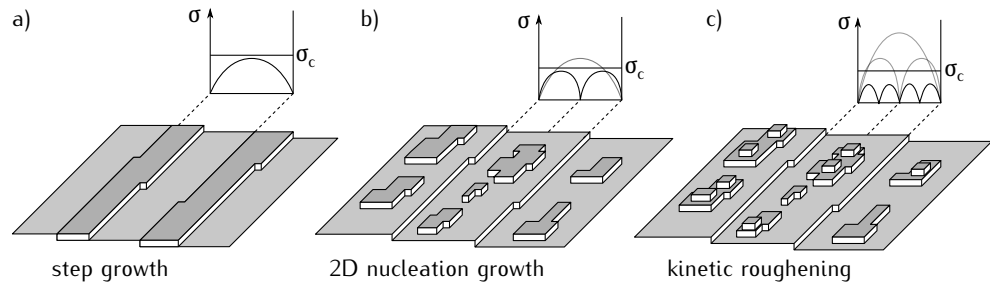 a)
σ
σc
step growth
b)
σ
σc
2D nucleation growth
c)
σ
σc
kinetic roughening